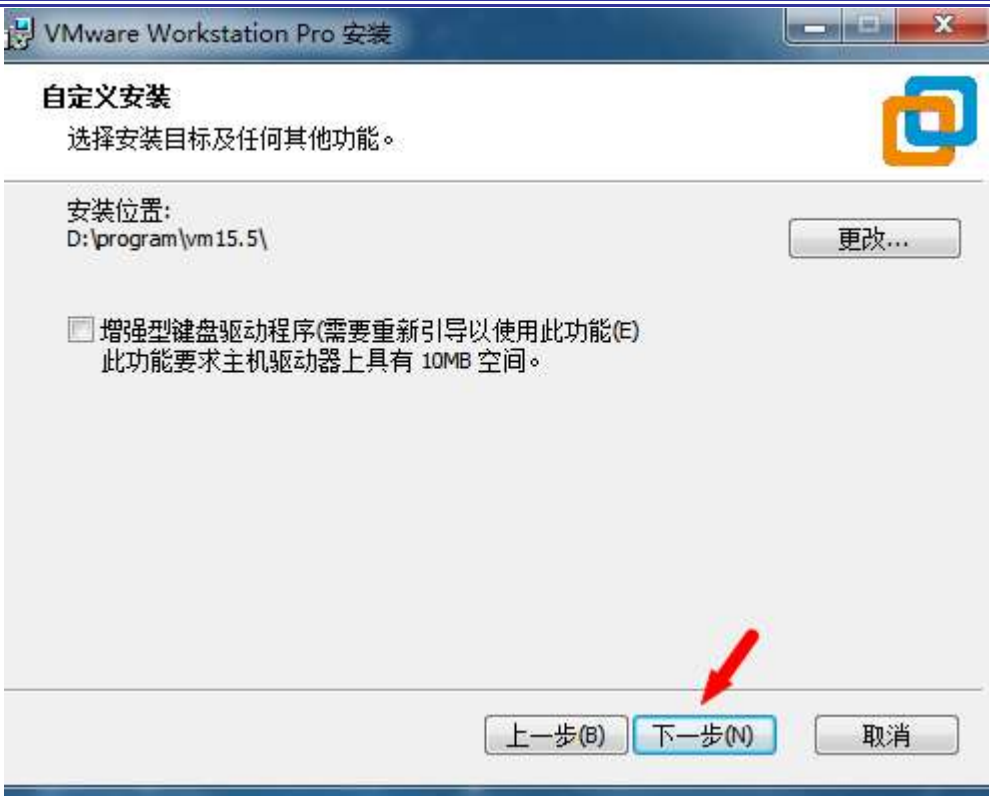 VMware Workstation Pro 安装
自定义安装
选择安装目标及任何其他功能。
安装位置:
D:\program\vm15.5\
更改...
增强型键盘驱动程序(需要重新引导以使用此功能(E)
此功能要求主机驱动器上具有 10MB 空间。
上一步(B) 下一步(N) 取消